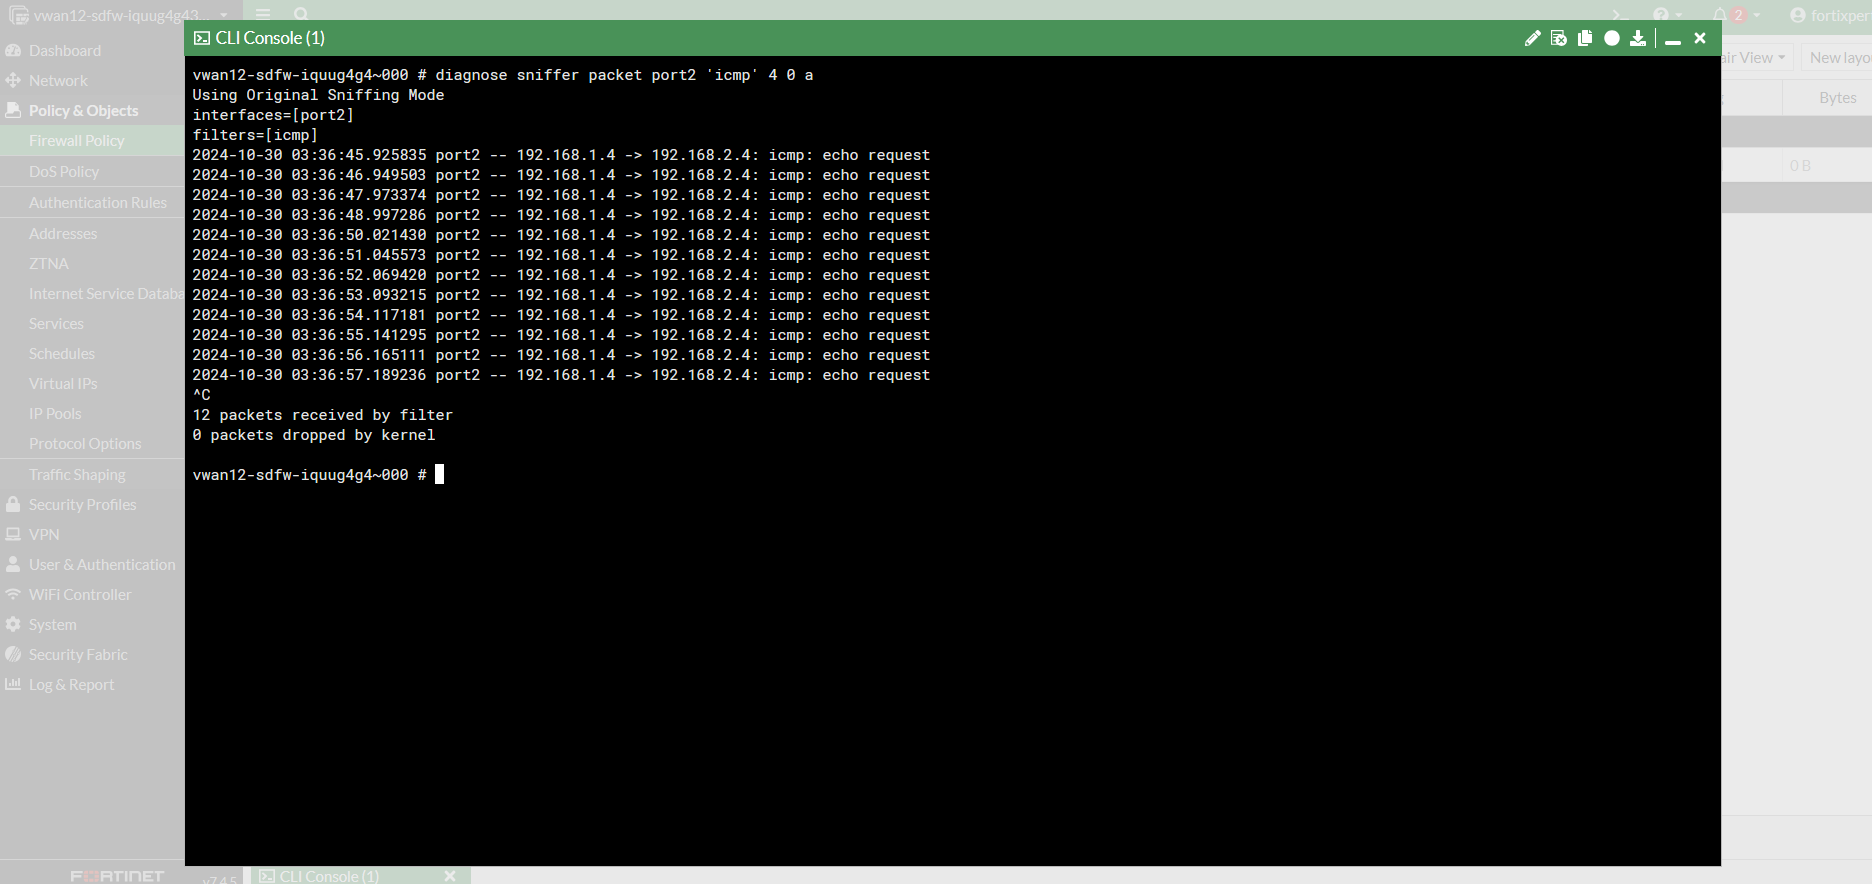 vwan12-sdfw-iquug4g43...
2
fortixper
CLI Console (1)
Dashboard
Network
Policy & Objects
Firewall Policy
DoS Policy
Authentication Rules
Addresses
ZTNA
Internet Service Databa
Services
Schedules
Virtual IPs
IP Pools
Protocol Options
Traffic Shaping
Security Profiles
VPN
User & Authentication
WiFi Controller
System
Security Fabric
Log & Report
FORTINET
v7.4.5
vwan12-sdfw-iquug4g4~000 # diagnose sniffer packet port2 'icmp' 4 0 a
Using Original Sniffing Mode
interfaces=[port2]
filters=[icmp]
2024-10-30 03:36:45.925835 port2 -- 192.168.1.4 -> 192.168.2.4: icmp: echo request
2024-10-30 03:36:46.949503 port2 -- 192.168.1.4 -> 192.168.2.4: icmp: echo request
2024-10-30 03:36:47.973374 port2 -- 192.168.1.4 -> 192.168.2.4: icmp: echo request
2024-10-30 03:36:48.997286 port2 -- 192.168.1.4 -> 192.168.2.4: icmp: echo request
2024-10-30 03:36:50.021430 port2 -- 192.168.1.4 -> 192.168.2.4: icmp: echo request
2024-10-30 03:36:51.045573 port2 -- 192.168.1.4 -> 192.168.2.4: icmp: echo request
2024-10-30 03:36:52.069420 port2 -- 192.168.1.4 -> 192.168.2.4: icmp: echo request
2024-10-30 03:36:53.093215 port2 -- 192.168.1.4 -> 192.168.2.4: icmp: echo request
2024-10-30 03:36:54.117181 port2 -- 192.168.1.4 -> 192.168.2.4: icmp: echo request
2024-10-30 03:36:55.141295 port2 -- 192.168.1.4 -> 192.168.2.4: icmp: echo request
2024-10-30 03:36:56.165111 port2 -- 192.168.1.4 -> 192.168.2.4: icmp: echo request
2024-10-30 03:36:57.189236 port2 -- 192.168.1.4 -> 192.168.2.4: icmp: echo request
^C
12 packets received by filter
0 packets dropped by kernel
vwan12-sdfw-iquug4g4~000 #
air View
New layo
Bytes
0 B
CLI Console (1)